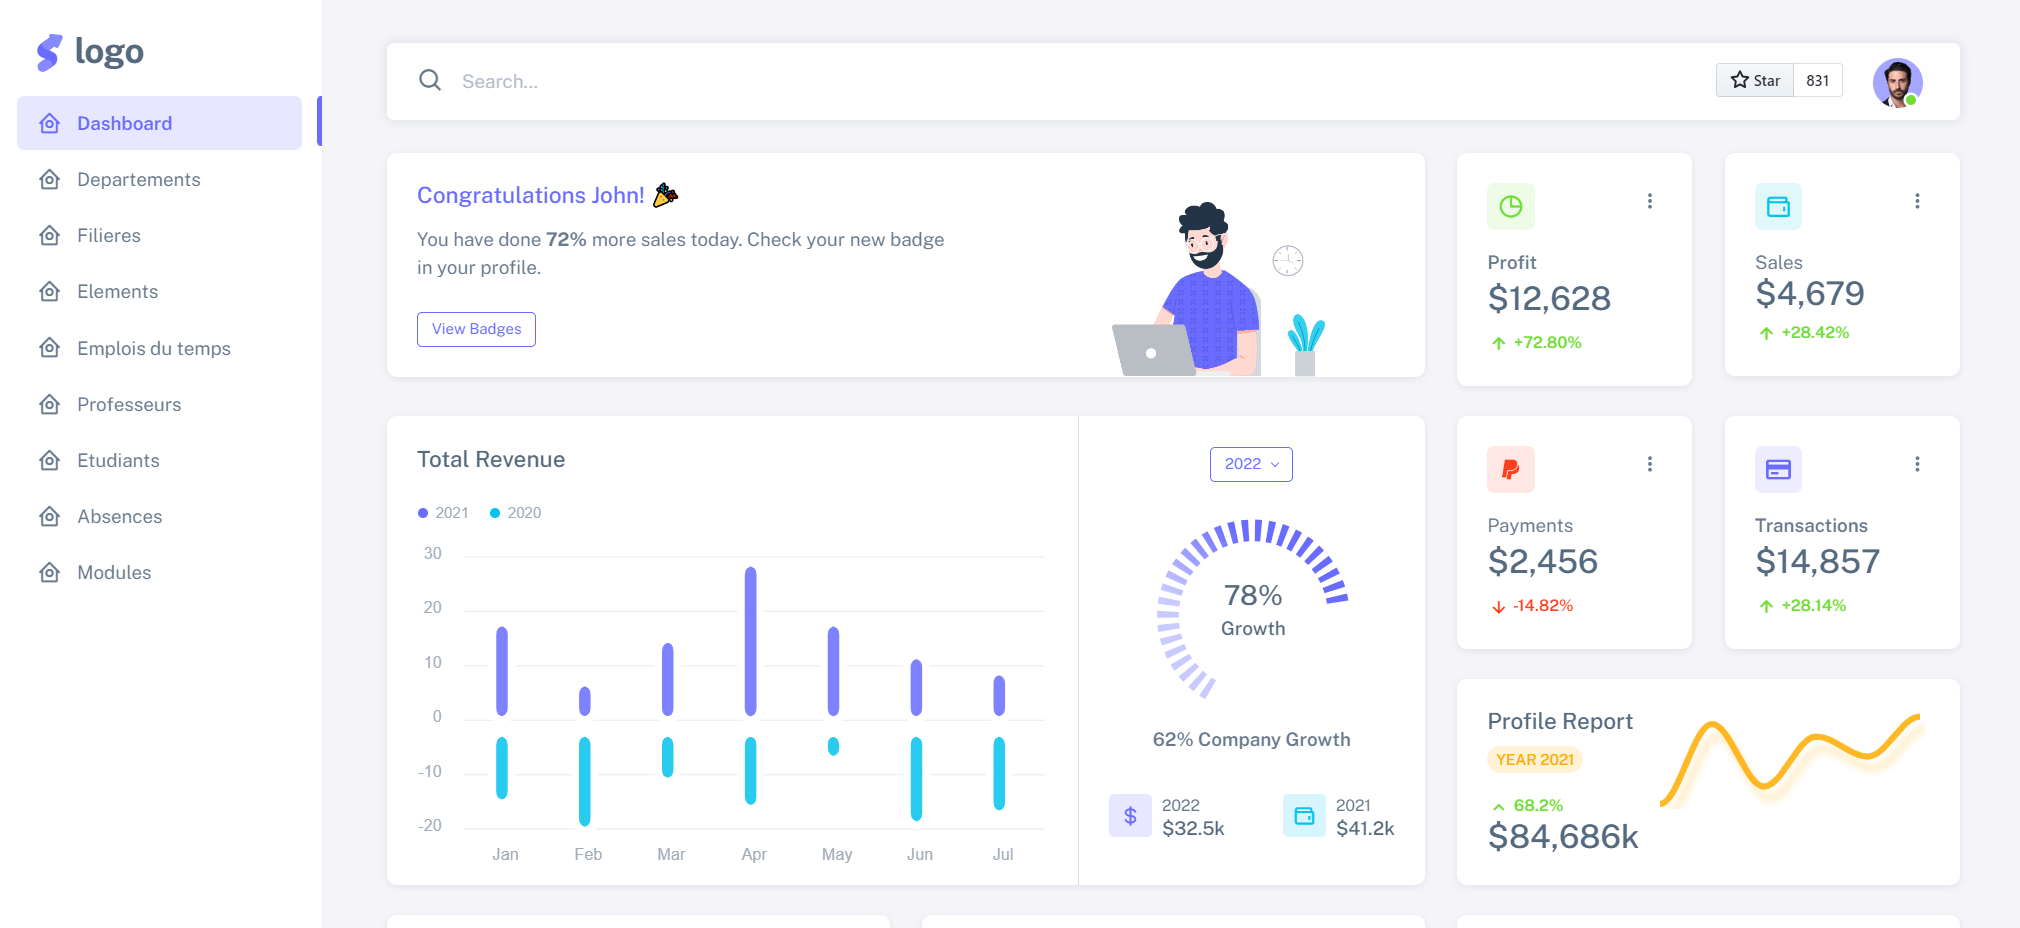 logo
Dashboard
Departements
Filieres
Elements
Emplois du temps
Professeurs
Etudiants
Absences
Modules
Search...
Star
831
Congratulations John! 🎉
You have done 72% more sales today. Check your new badge
in your profile.
View Badges
Profit
$12,628
+72.80%
Sales
$4,679
+28.42%
Total Revenue
2021
2020
30
20
10
0
-10
-20
Jan
Feb
Mar
Apr
May
Jun
Jul
2022
78%
Growth
62% Company Growth
2022
$32.5k
2021
$41.2k
Payments
$2,456
-14.82%
Transactions
$14,857
+28.14%
Profile Report
YEAR 2021
68.2%
$84,686k